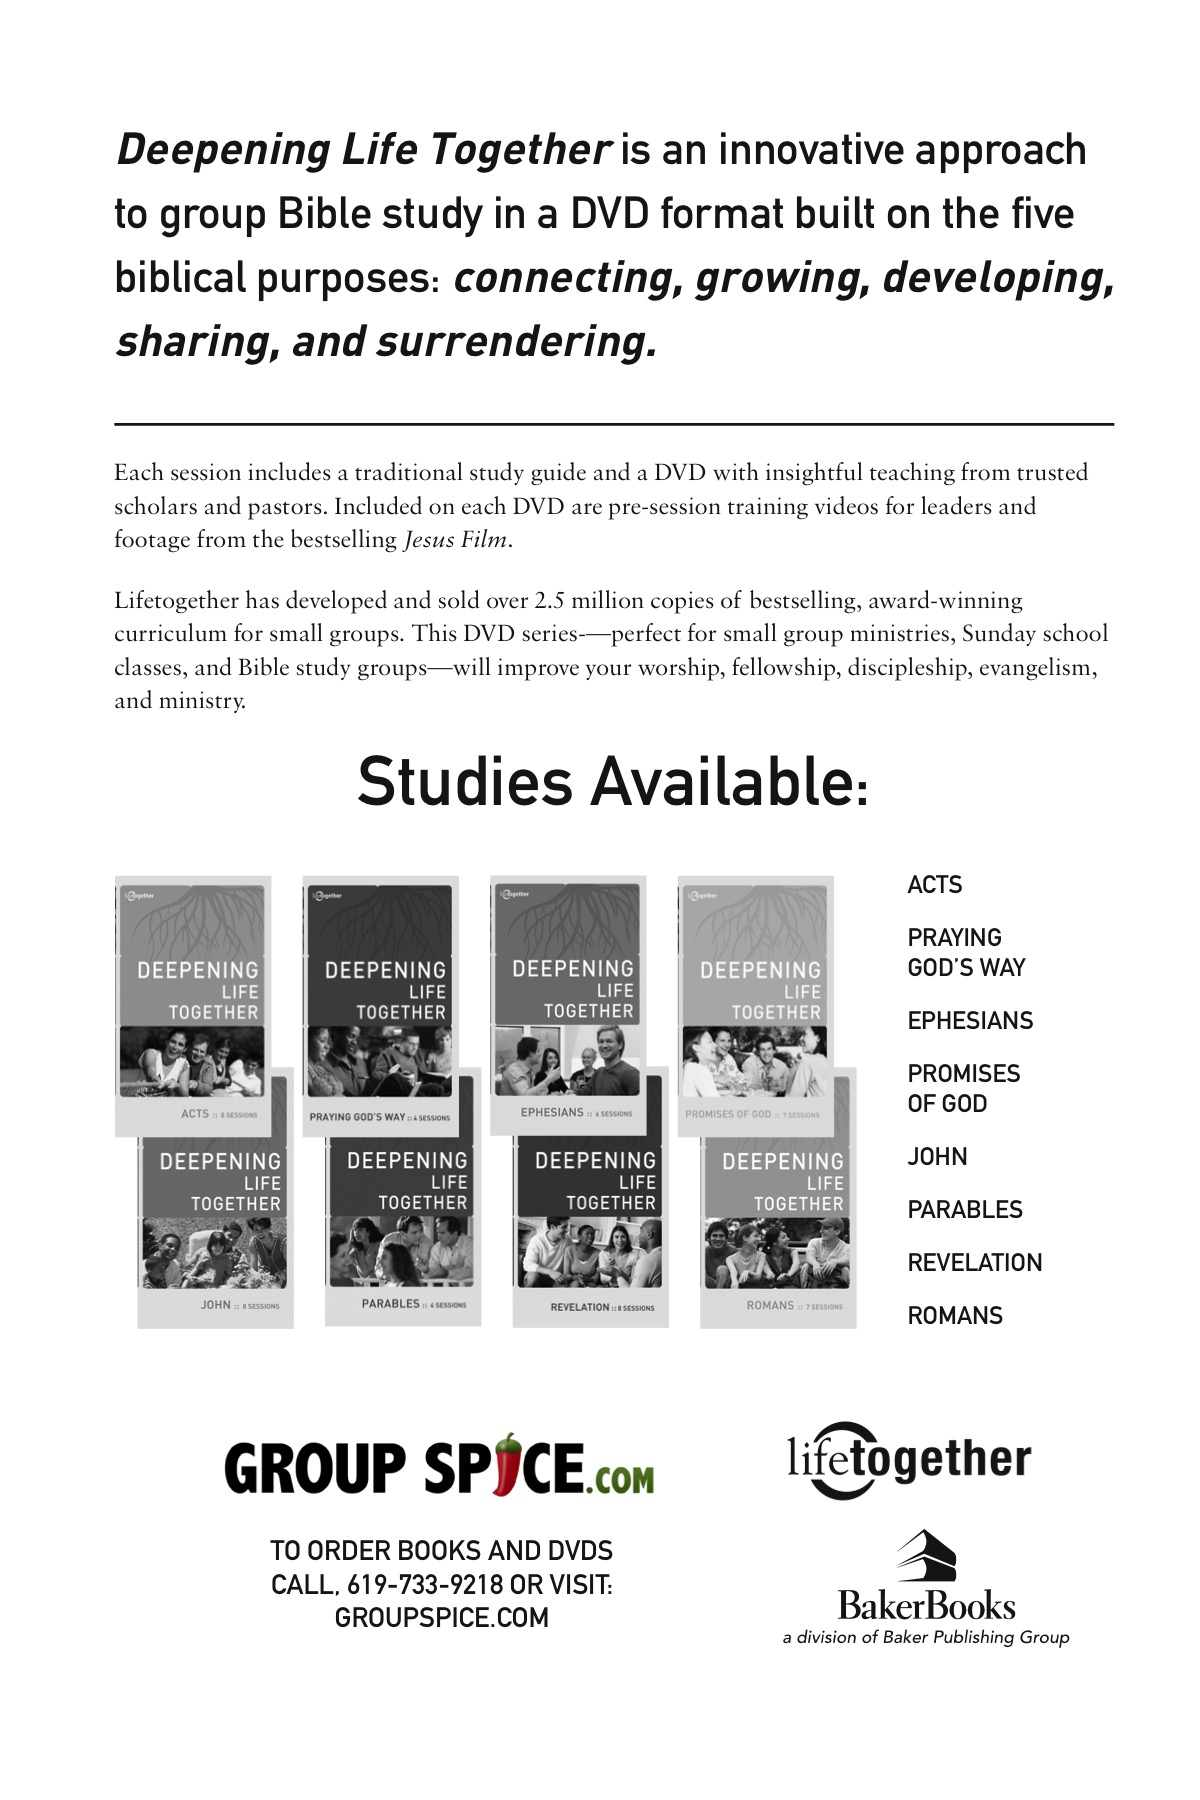 Deepening Life Together is an innovative approach
to group Bible study in a DVD format built on the five
biblical purposes: connecting, growing, developing,
sharing, and surrendering.
Each session includes a traditional study guide and a DVD with insightful teaching from trusted
scholars and pastors. Included on each DVD are pre-session training videos for leaders and
footage from the bestselling Jesus Film.
Lifetogether has developed and sold over 2.5 million copies of bestselling, award-winning
curriculum for small groups. This DVD series-—perfect for small group ministries, Sunday school
classes, and Bible study groups—will improve your worship, fellowship, discipleship, evangelism,
and ministry.
Studies Available:
lifetogether
DEEPENING
LIFE
TOGETHER
ACTS :: 8 SESSIONS
lifetogether
DEEPENING
LIFE
TOGETHER
PRAYING GOD'S WAY :: 4 SESSIONS
lifetogether
DEEPENING
LIFE
TOGETHER
EPHESIANS :: 6 SESSIONS
lifetogether
DEEPENING
LIFE
TOGETHER
PROMISES OF GOD :: 7 SESSIONS
DEEPENING
LIFE
TOGETHER
JOHN :: 8 SESSIONS
DEEPENING
LIFE
TOGETHER
PARABLES :: 4 SESSIONS
DEEPENING
LIFE
TOGETHER
REVELATION :: 8 SESSIONS
DEEPENING
LIFE
TOGETHER
ROMANS :: 7 SESSIONS
ACTS
PRAYING
GOD'S WAY
EPHESIANS
PROMISES
OF GOD
JOHN
PARABLES
REVELATION
ROMANS
GROUP SPICE.COM
TO ORDER BOOKS AND DVDS
CALL, 619-733-9218 OR VISIT:
GROUPSPICE.COM
lifetogether
BakerBooks
a division of Baker Publishing Group